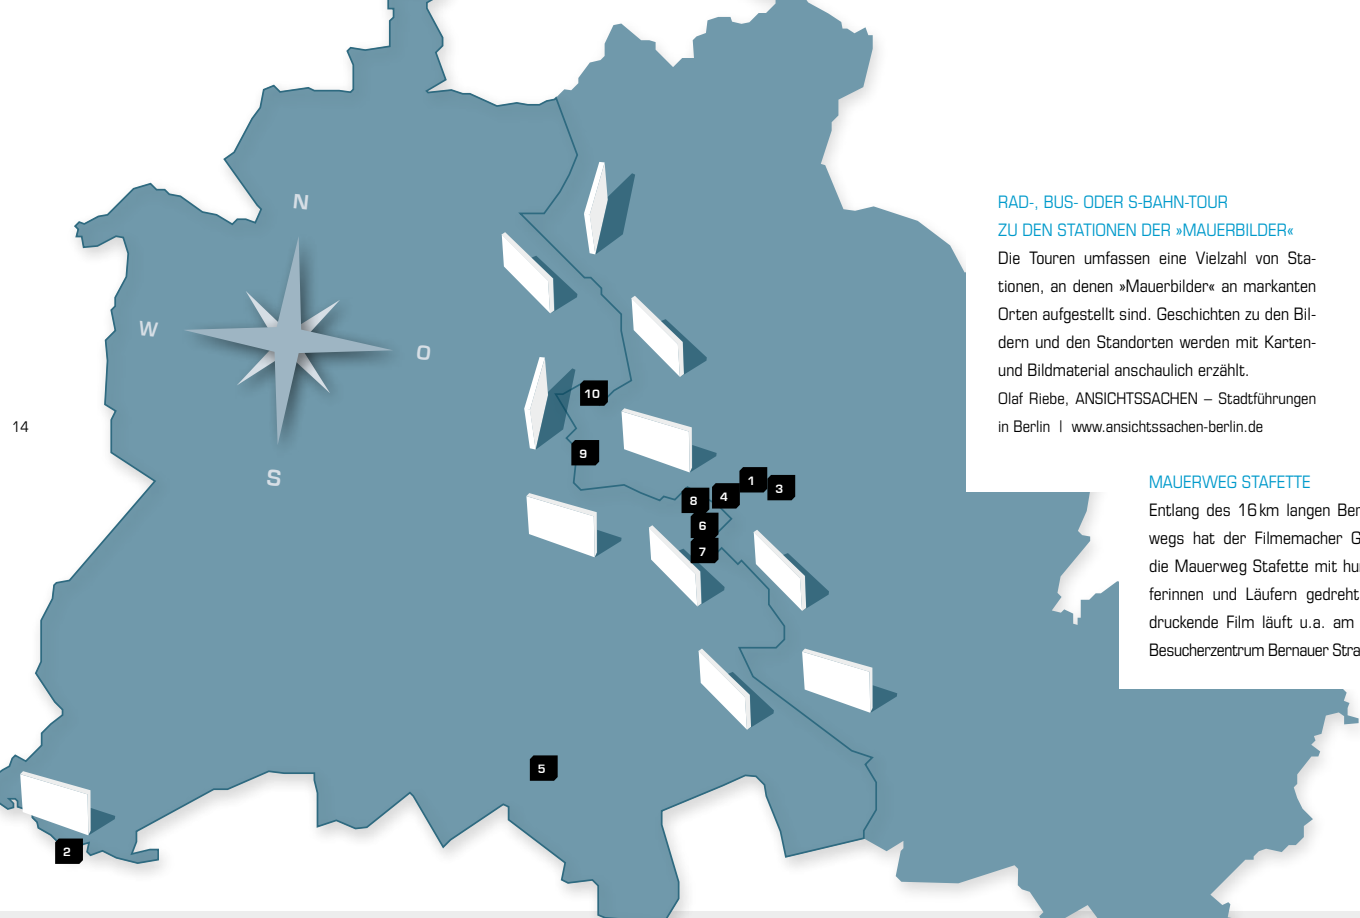 N
W
O
S
14
10
9
1
3
4
8
6
7
5
2
RAD-, BUS- ODER S-BAHN-TOUR
ZU DEN STATIONEN DER »MAUERBILDER«
Die Touren umfassen eine Vielzahl von Sta-
tionen, an denen »Mauerbilder« an markanten
Orten aufgestellt sind. Geschichten zu den Bil-
dern und den Standorten werden mit Karten-
und Bildmaterial anschaulich erzählt.
Olaf Riebe, ANSICHTSSACHEN – Stadtführungen
in Berlin | www.ansichtssachen-berlin.de
MAUERWEG STAFETTE
Entlang des 16 km langen Ber
wegs hat der Filmemacher G
die Mauerweg Stafette mit hu
ferinnen und Läufern gedreht
druckende Film läuft u.a. am
Besucherzentrum Bernauer Stra